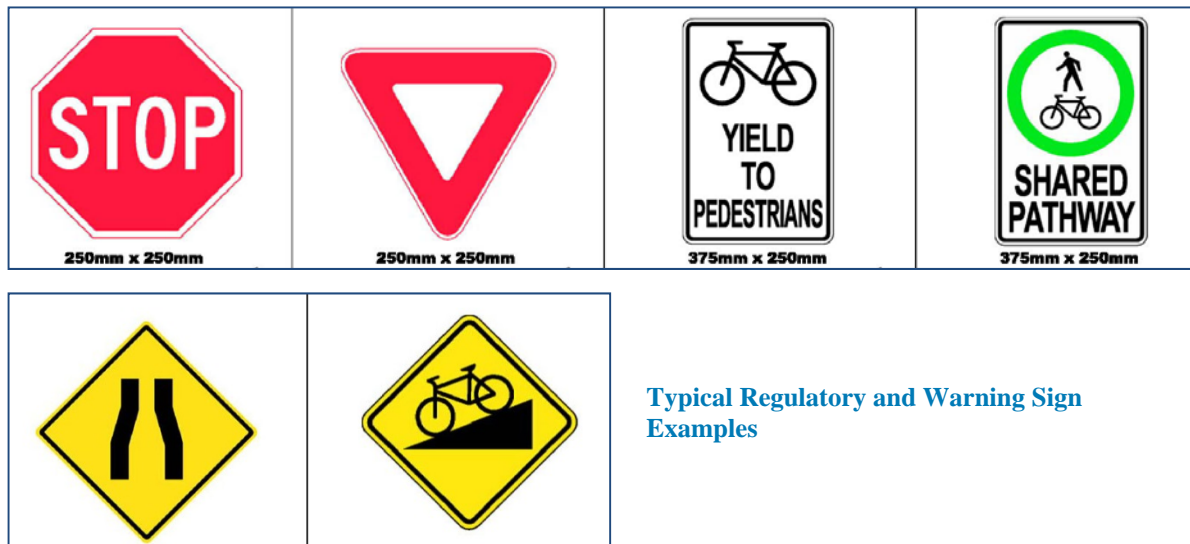 STOP
250mm x 250mm
250mm x 250mm
YIELD
TO
PEDESTRIANS
375mm x 250mm
SHARED
PATHWAY
375mm x 250mm
Typical Regulatory and Warning Sign
Examples